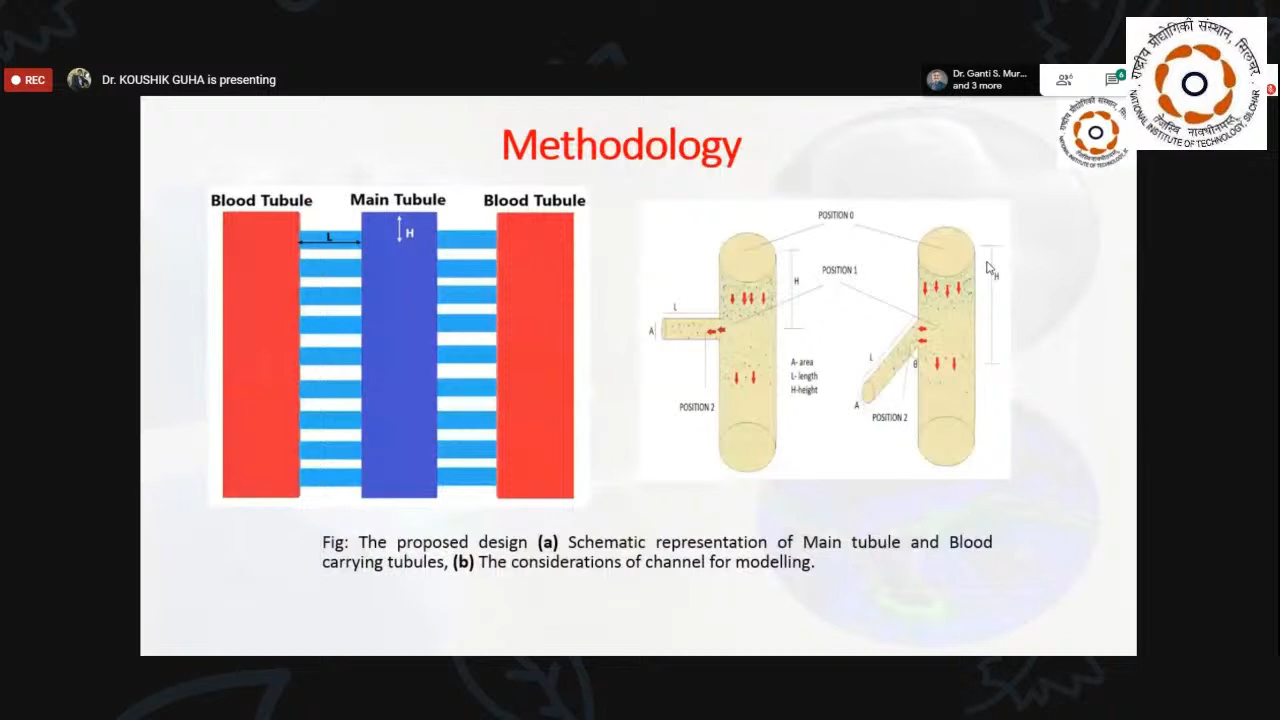 REC
Dr. KOUSHIK GUHA is presenting
Dr. Ganti S. Mur...
and 3 more
6
6
राष्ट्रीय प्रौद्योगिकी संस्थान, सिलचर
NATIONAL INSTITUTE OF TECHNOLOGY, SILCHAR
Methodology
Blood Tubule
Main Tubule
Blood Tubule
L
H
POSITION 0
POSITION 1
H
L
A
POSITION 2
A- area
L- length
H-height
H
L
θ
A
POSITION 2
Fig: The proposed design (a) Schematic representation of Main tubule and Blood
carrying tubules, (b) The considerations of channel for modelling.